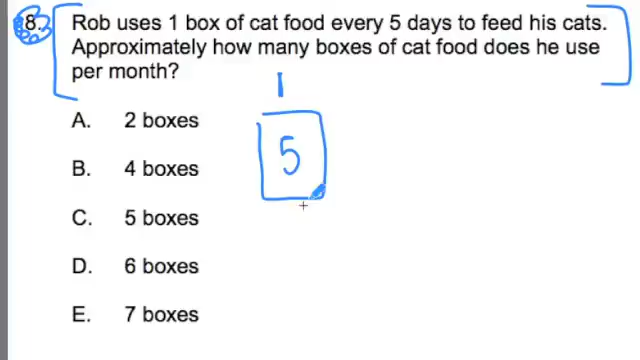 8. Rob uses 1 box of cat food every 5 days to feed his cats.
Approximately how many boxes of cat food does he use
per month?
1
A. 2 boxes
5
B. 4 boxes
C. 5 boxes
D. 6 boxes
E. 7 boxes